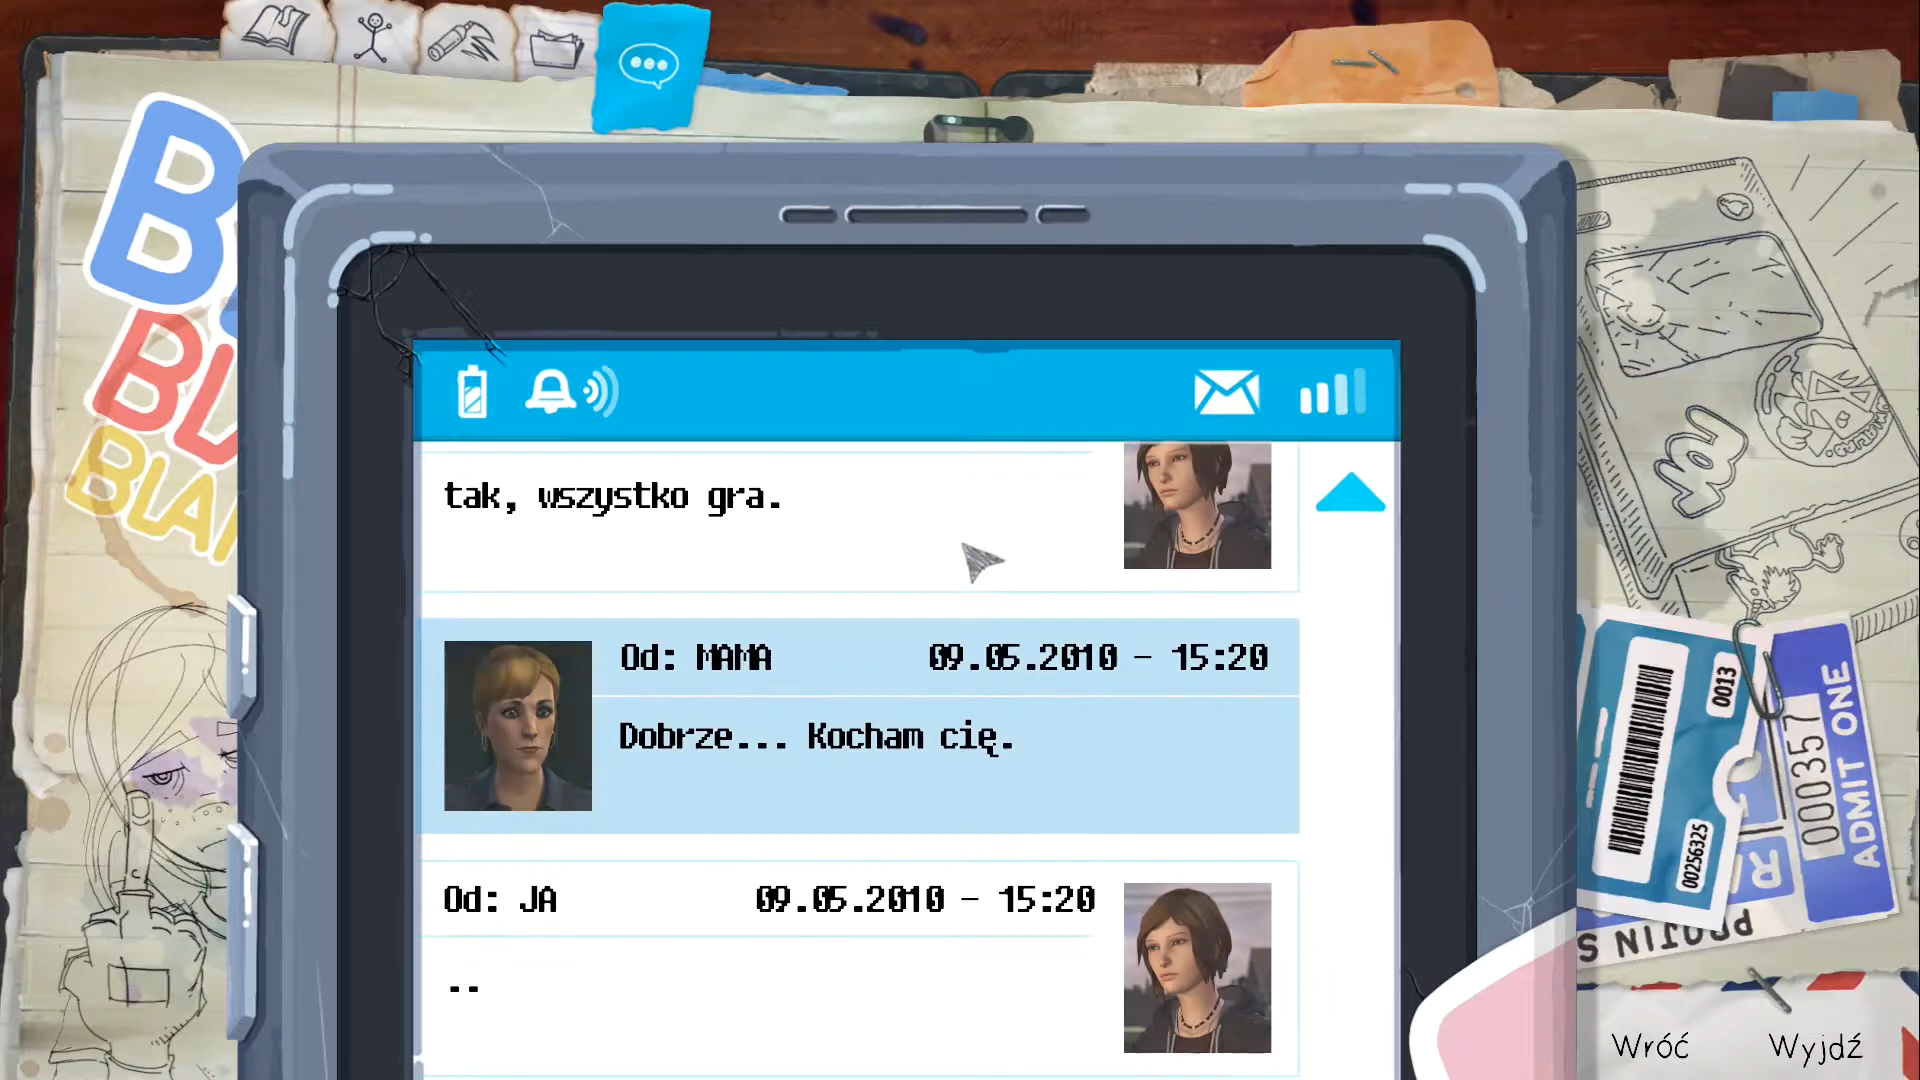 tak, wszystko gra.
Od: MAMA 09.05.2010 - 15:20
Dobrze... Kocham cię.
Od: JA 09.05.2010 - 15:20
..
0013
00256325
000357
ADMIT ONE
Wróć Wyjdź